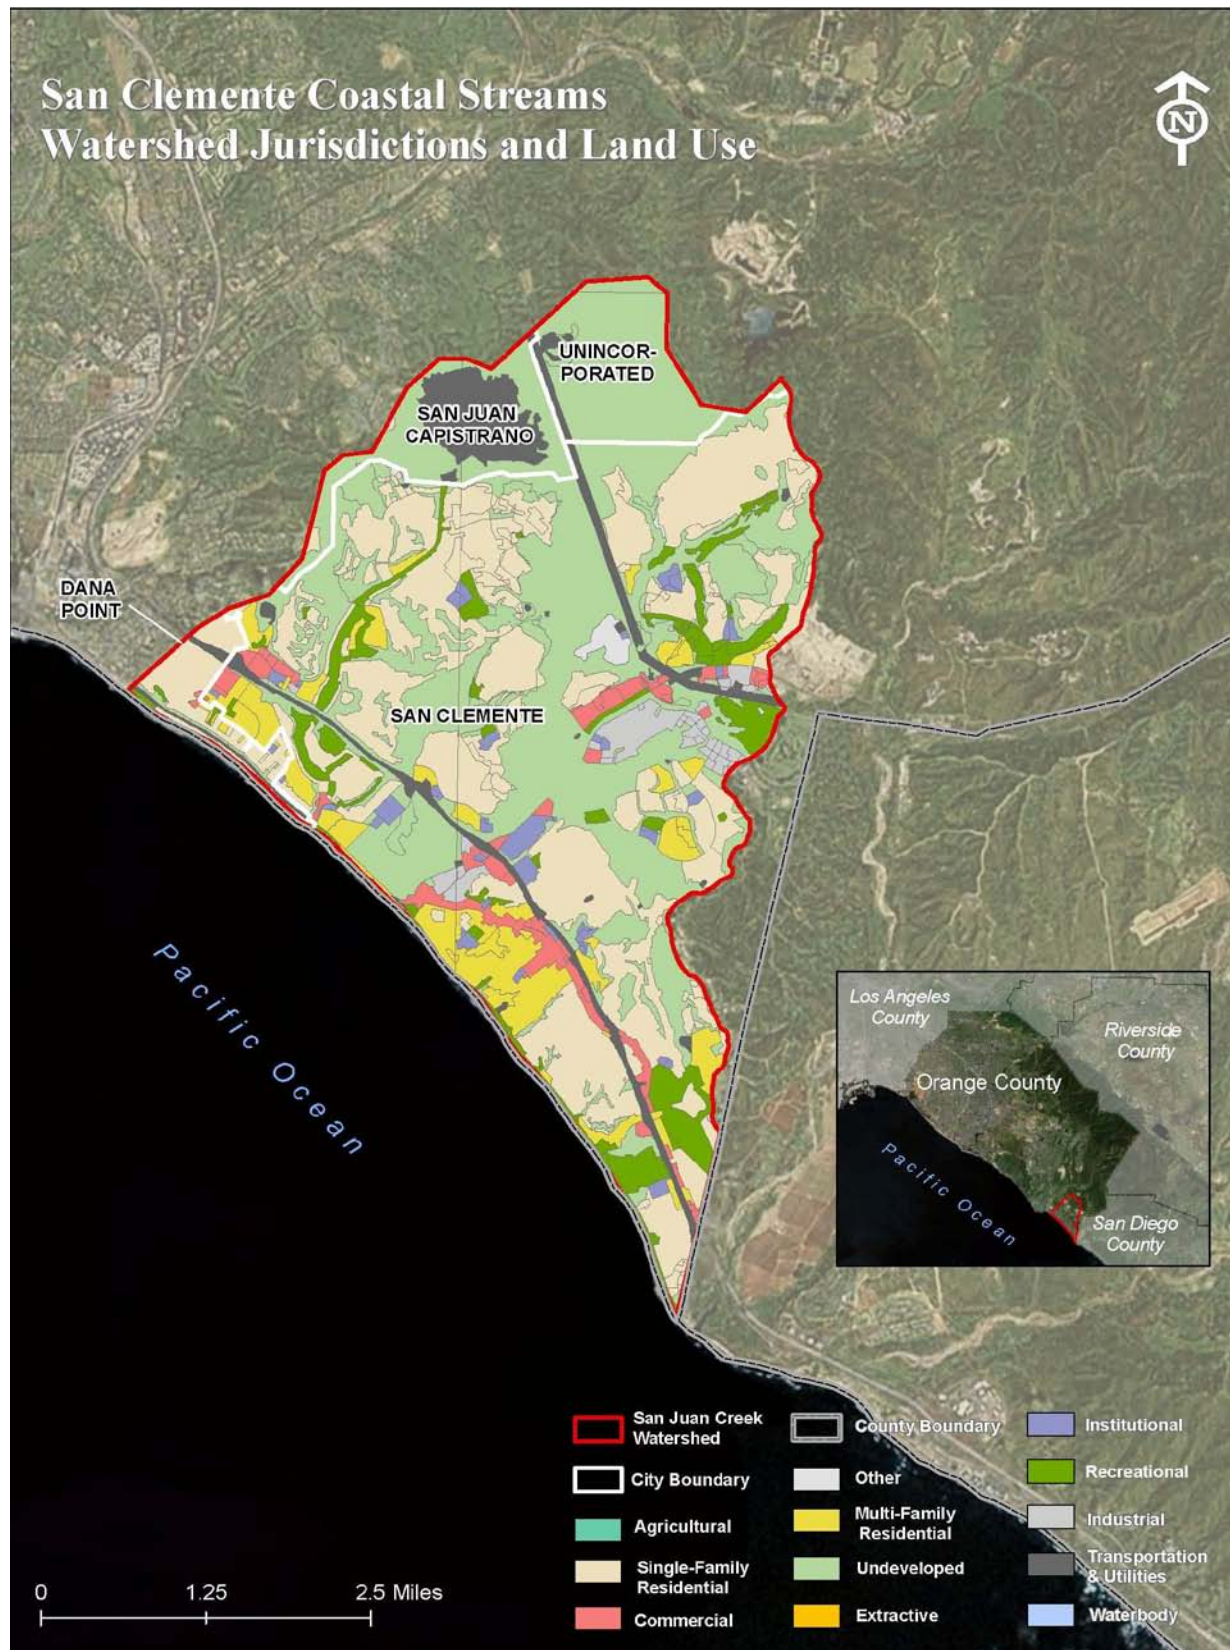 San Clemente Coastal Streams
Watershed Jurisdictions and Land Use
N
UNINCOR-
PORATED
SAN JUAN
CAPISTRANO
DANA
POINT
SAN CLEMENTE
Pacific Ocean
Los Angeles
County
Riverside
County
Orange County
Pacific Ocean
San Diego
County
San Juan Creek
Watershed
City Boundary
Agricultural
Single-Family
Residential
Commercial
County Boundary
Other
Multi-Family
Residential
Undeveloped
Extractive
Institutional
Recreational
Industrial
Transportation
& Utilities
Waterbody
0 1.25 2.5 Miles